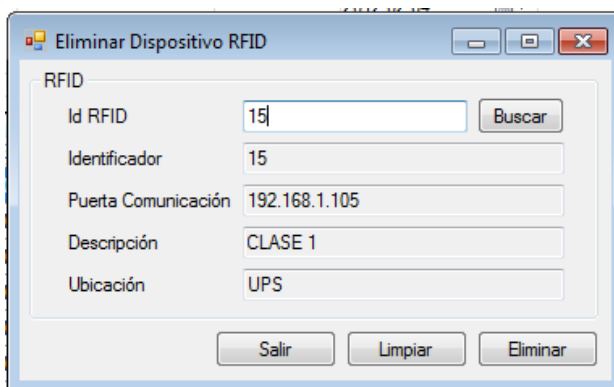 Eliminar Dispositivo RFID
RFID
Id RFID 15 Buscar
Identificador 15
Puerta Comunicación 192.168.1.105
Descripción CLASE 1
Ubicación UPS
Salir Limpiar Eliminar